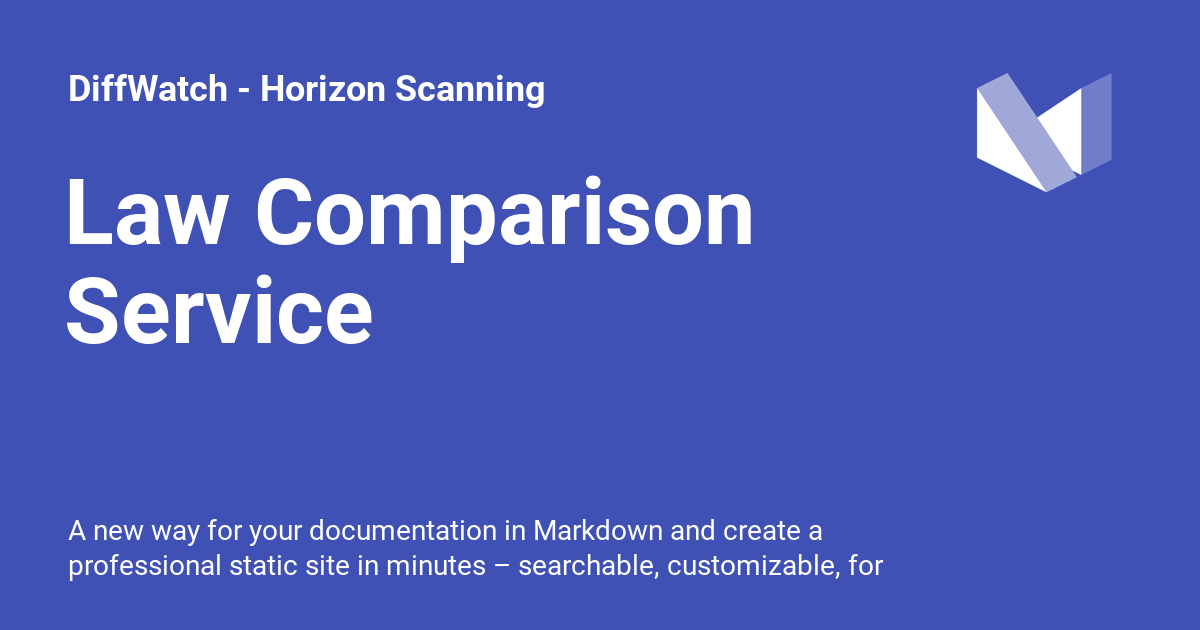 DiffWatch - Horizon Scanning
Law Comparison
Service
A new way for your documentation in Markdown and create a
professional static site in minutes – searchable, customizable, for